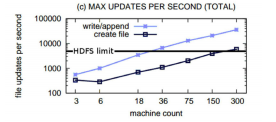 (c) MAX UPDATES PER SECOND (TOTAL)
100000
10000
1000
100
file updates per second
write/append
create file
HDFS limit
3 6 18 36 75 150 300
machine count